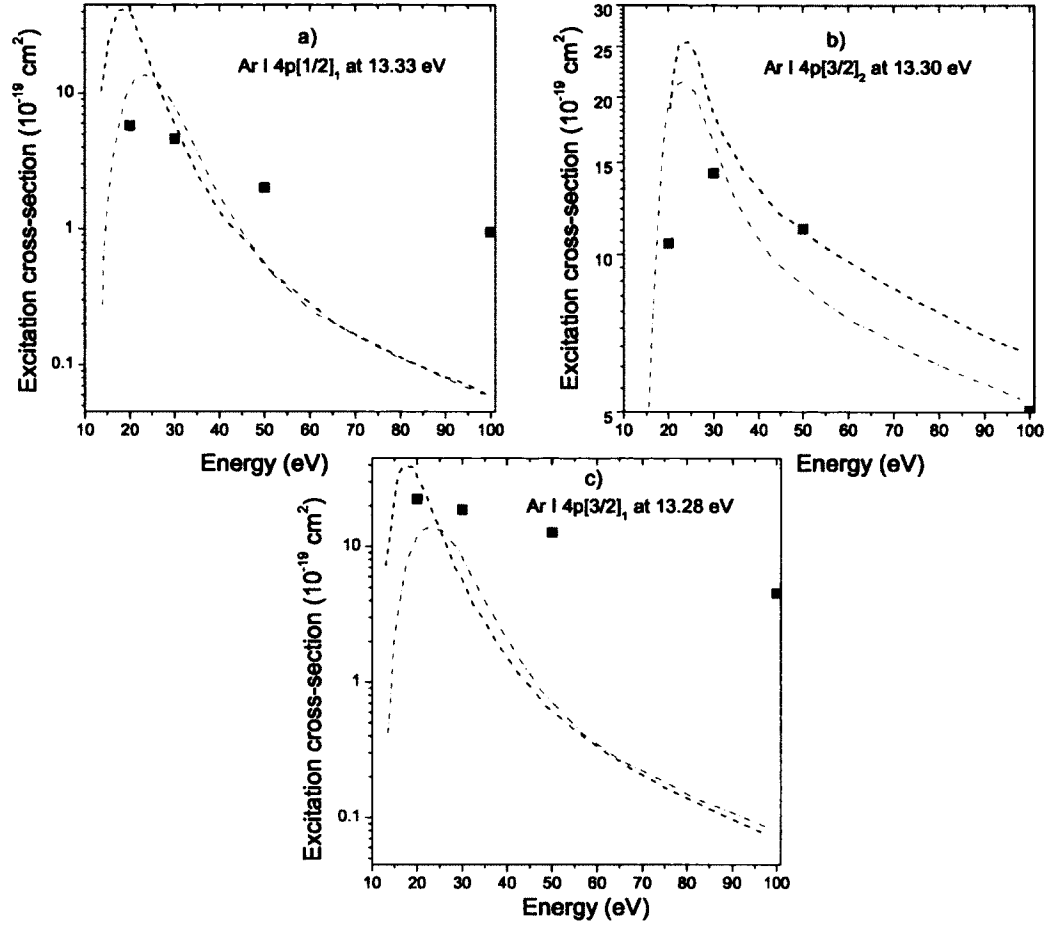 a)
Ar I 4p[1/2]₁ at 13.33 eV
Excitation cross-section (10⁻¹⁹ cm²)
10
1
0.1
10 20 30 40 50 60 70 80 90 100
Energy (eV)
b)
Ar I 4p[3/2]₂ at 13.30 eV
Excitation cross-section (10⁻¹⁹ cm²)
30
25
20
15
10
5
10 20 30 40 50 60 70 80 90 100
Energy (eV)
c)
Ar I 4p[3/2]₁ at 13.28 eV
Excitation cross-section (10⁻¹⁹ cm²)
10
1
0.1
10 20 30 40 50 60 70 80 90 100
Energy (eV)